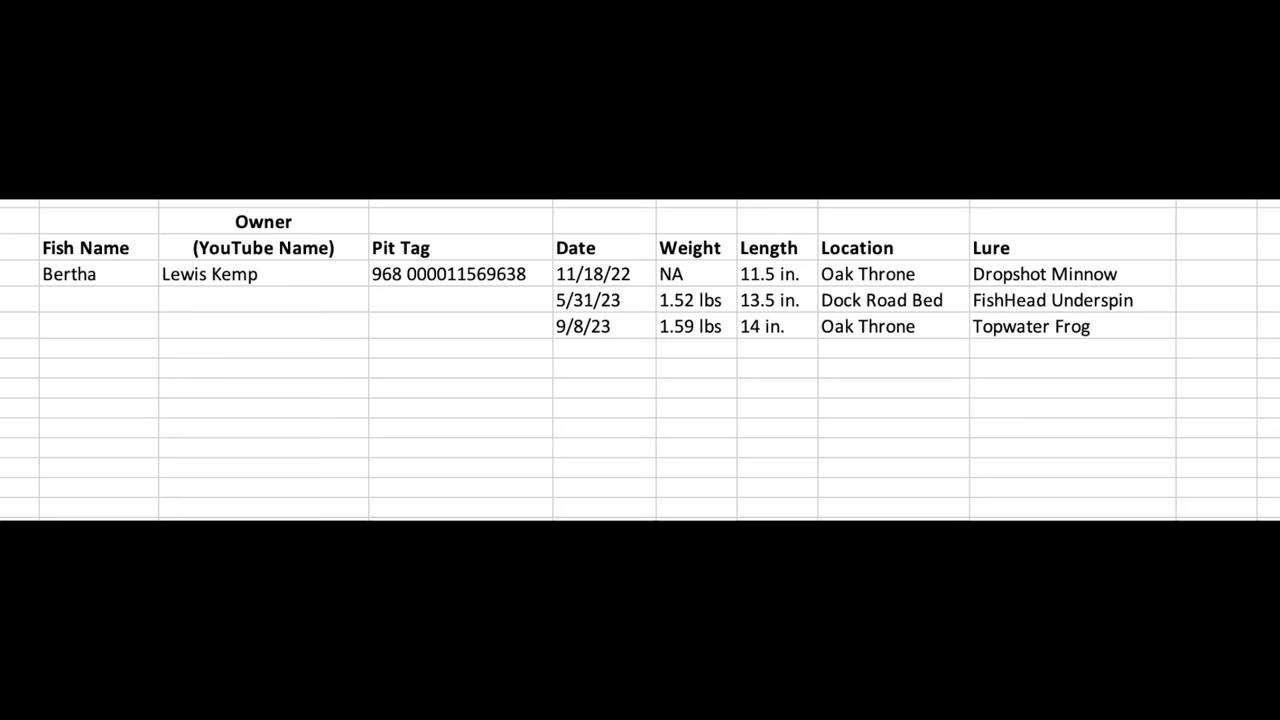 Owner
Fish Name (YouTube Name) Pit Tag Date Weight Length Location Lure
Bertha Lewis Kemp 968 000011569638 11/18/22 NA 11.5 in. Oak Throne Dropshot Minnow
5/31/23 1.52 lbs 13.5 in. Dock Road Bed FishHead Underspin
9/8/23 1.59 lbs 14 in. Oak Throne Topwater Frog